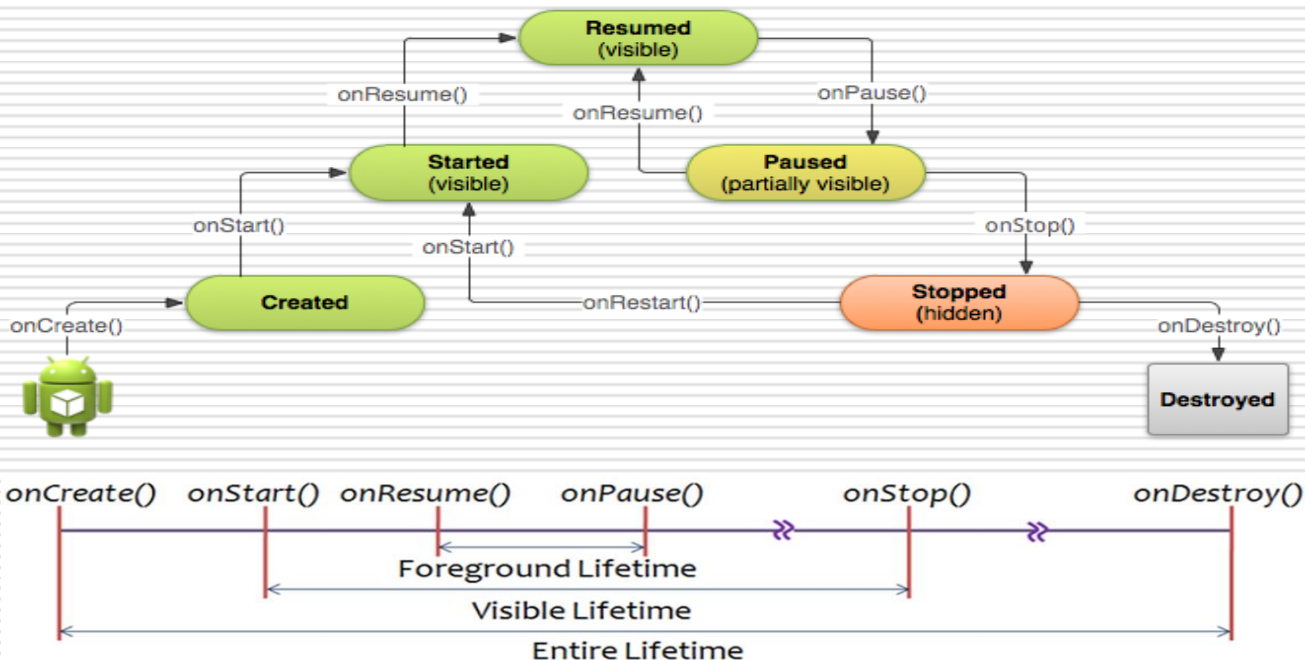 Resumed
(visible)
onResume()
onPause()
onResume()
Started
(visible)
Paused
(partially visible)
onStart()
onStart()
onStop()
Created
onRestart()
Stopped
(hidden)
onCreate()
onDestroy()
Destroyed
onCreate() onStart() onResume() onPause() onStop() onDestroy()
Foreground Lifetime
Visible Lifetime
Entire Lifetime